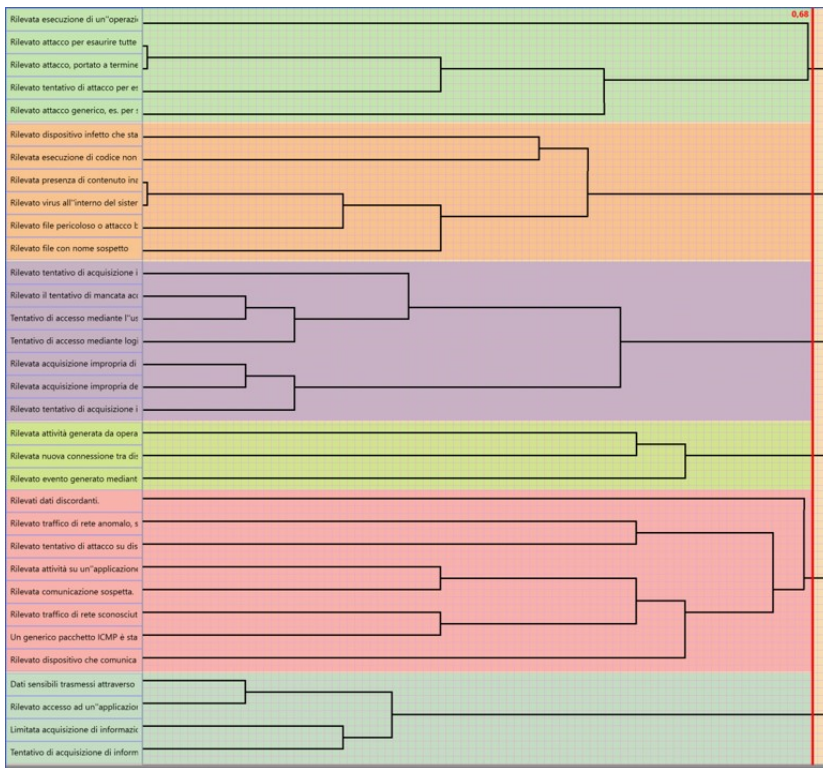 0,68
Rilevata esecuzione di un"operazi
Rilevato attacco per esaurire tutte
Rilevato attacco, portato a termine
Rilevato tentativo di attacco per es
Rilevato attacco generico, es. per
Rilevato dispositivo infetto che sta
Rilevata esecuzione di codice non
Rilevata presenza di contenuto ina
Rilevato virus all"interno del sister
Rilevato file pericoloso o attacco b
Rilevato file con nome sospetto
Rilevato tentativo di acquisizione i
Rilevato il tentativo di mancata acc
Tentativo di accesso mediante l"us
Tentativo di accesso mediante logi
Rilevata acquisizione impropria di
Rilevata acquisizione impropria de
Rilevato tentativo di acquisizione i
Rilevata attività generata da opera
Rilevata nuova connessione tra dis
Rilevato evento generato mediant
Rilevati dati discordanti.
Rilevato traffico di rete anomalo, s
Rilevato tentativo di attacco su dis
Rilevata attività su un"applicazione
Rilevata comunicazione sospetta.
Rilevato traffico di rete sconosciut
Un generico pacchetto ICMP è sta
Rilevato dispositivo che comunica
Dati sensibili trasmessi attraverso
Rilevato accesso ad un"applicazion
Limitata acquisizione di informazic
Tentativo di acquisizione di inform